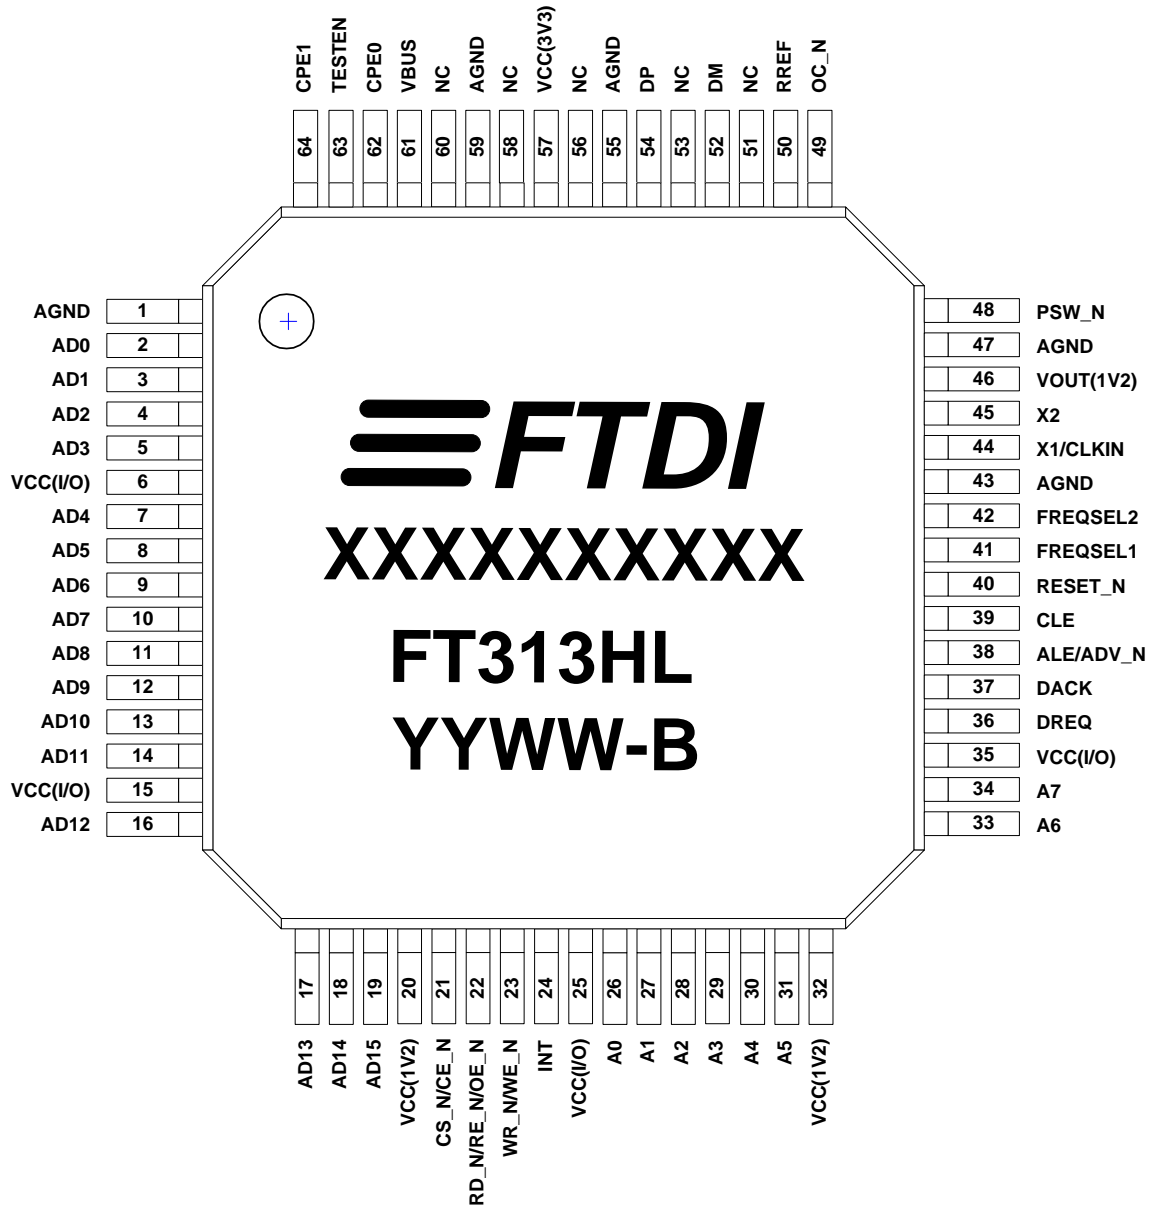 CPE1
TESTEN
CPE0
VBUS
NC
AGND
NC
VCC(3V3)
NC
AGND
DP
NC
DM
NC
RREF
OC_N
64
63
62
61
60
59
58
57
56
55
54
53
52
51
50
49
AGND 1
AD0 2
AD1 3
AD2 4
AD3 5
VCC(I/O) 6
AD4 7
AD5 8
AD6 9
AD7 10
AD8 11
AD9 12
AD10 13
AD11 14
VCC(I/O) 15
AD12 16
FTDI
XXXXXXXXXX
FT313HL
YYWW-B
48 PSW_N
47 AGND
46 VOUT(1V2)
45 X2
44 X1/CLKIN
43 AGND
42 FREQSEL2
41 FREQSEL1
40 RESET_N
39 CLE
38 ALE/ADV_N
37 DACK
36 DREQ
35 VCC(I/O)
34 A7
33 A6
17
18
19
20
21
22
23
24
25
26
27
28
29
30
31
32
AD13
AD14
AD15
VCC(1V2)
CS_N/CE_N
RD_N/RE_N/OE_N
WR_N/WE_N
INT
VCC(I/O)
A0
A1
A2
A3
A4
A5
VCC(1V2)